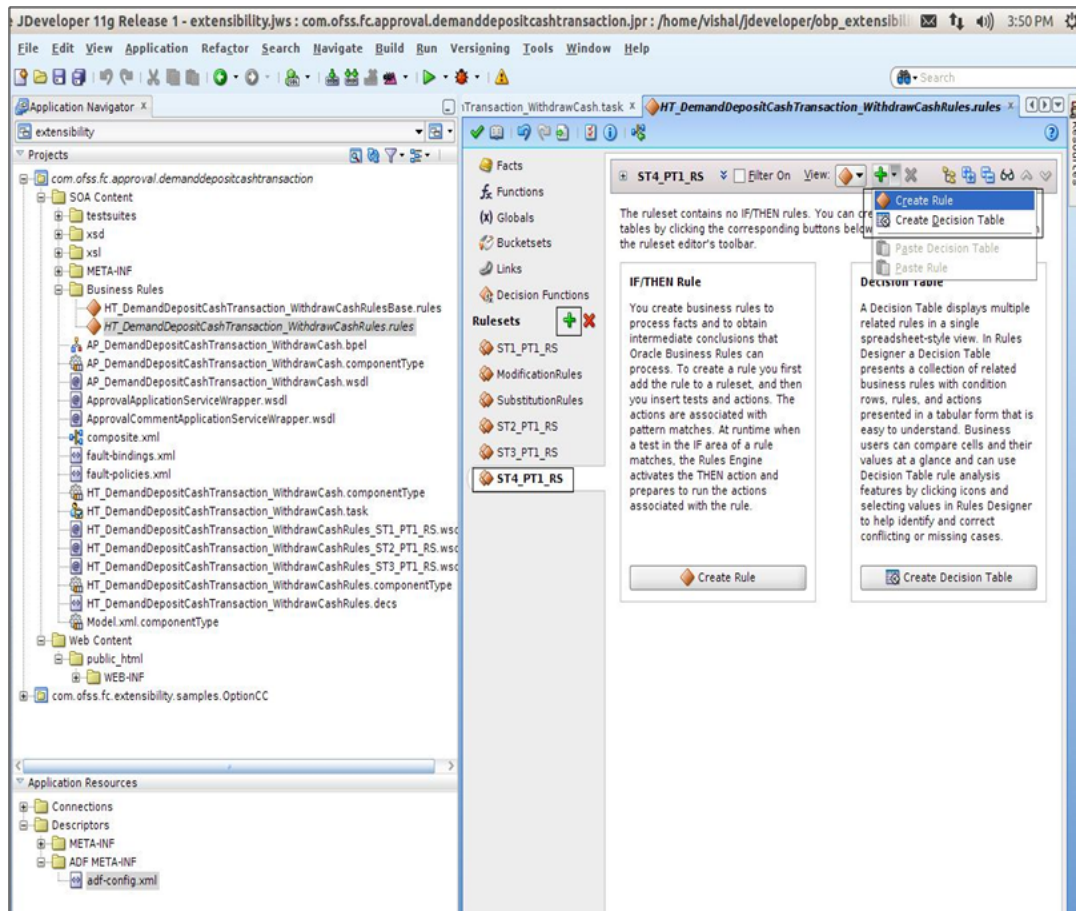 JDeveloper 11g Release 1 - extensibility.jws : com.ofss.fc.approval.demanddepositcashtransaction.jpr : /home/vishal/jdeveloper/obp_extensibil
3:50 PM
File Edit View Application Refactor Search Navigate Build Run Versioning Tools Window Help
Search
Application Navigator
extensibility
Projects
com.ofss.fc.approval.demanddepositcashtransaction
SOA Content
testsuites
xsd
xsl
META-INF
Business Rules
HT_DemandDepositCashTransaction_WithdrawCashRulesBase.rules
HT_DemandDepositCashTransaction_WithdrawCashRules.rules
AP_DemandDepositCashTransaction_WithdrawCash.bpel
AP_DemandDepositCashTransaction_WithdrawCash.componentType
AP_DemandDepositCashTransaction_WithdrawCash.wsdl
ApprovalApplicationServiceWrapper.wsdl
ApprovalCommentApplicationServiceWrapper.wsdl
composite.xml
fault-bindings.xml
fault-policies.xml
HT_DemandDepositCashTransaction_WithdrawCash.componentType
HT_DemandDepositCashTransaction_WithdrawCash.task
HT_DemandDepositCashTransaction_WithdrawCashRules_ST1_PT1_RS.wsd
HT_DemandDepositCashTransaction_WithdrawCashRules_ST2_PT1_RS.wsd
HT_DemandDepositCashTransaction_WithdrawCashRules_ST3_PT1_RS.wsd
HT_DemandDepositCashTransaction_WithdrawCashRules.componentType
HT_DemandDepositCashTransaction_WithdrawCashRules.decs
Model.xml.componentType
Web Content
public_html
WEB-INF
com.ofss.fc.extensibility.samples.OptionCC
Application Resources
Connections
Descriptors
META-INF
ADF META-INF
adf-config.xml
Transaction_WithdrawCash.task
HT_DemandDepositCashTransaction_WithdrawCashRules.rules
Resources
Facts
Functions
Globals
Bucketsets
Links
Decision Functions
Rulesets
ST1_PT1_RS
ModificationRules
SubstitutionRules
ST2_PT1_RS
ST3_PT1_RS
ST4_PT1_RS
ST4_PT1_RS Filter On View:
Create Rule
Create Decision Table
Paste Decision Table
Paste Rule
The ruleset contains no IF/THEN rules. You can cre
tables by clicking the corresponding buttons below
the ruleset editor's toolbar.
IF/THEN Rule
You create business rules to
process facts and to obtain
intermediate conclusions that
Oracle Business Rules can
process. To create a rule you first
add the rule to a ruleset, and then
you insert tests and actions. The
actions are associated with
pattern matches. At runtime when
a test in the IF area of a rule
matches, the Rules Engine
activates the THEN action and
prepares to run the actions
associated with the rule.
Create Rule
Decision Table
A Decision Table displays multiple
related rules in a single
spreadsheet-style view. In Rules
Designer a Decision Table
presents a collection of related
business rules with condition
rows, rules, and actions
presented in a tabular form that is
easy to understand. Business
users can compare cells and their
values at a glance and can use
Decision Table rule analysis
features by clicking icons and
selecting values in Rules Designer
to help identify and correct
conflicting or missing cases.
Create Decision Table